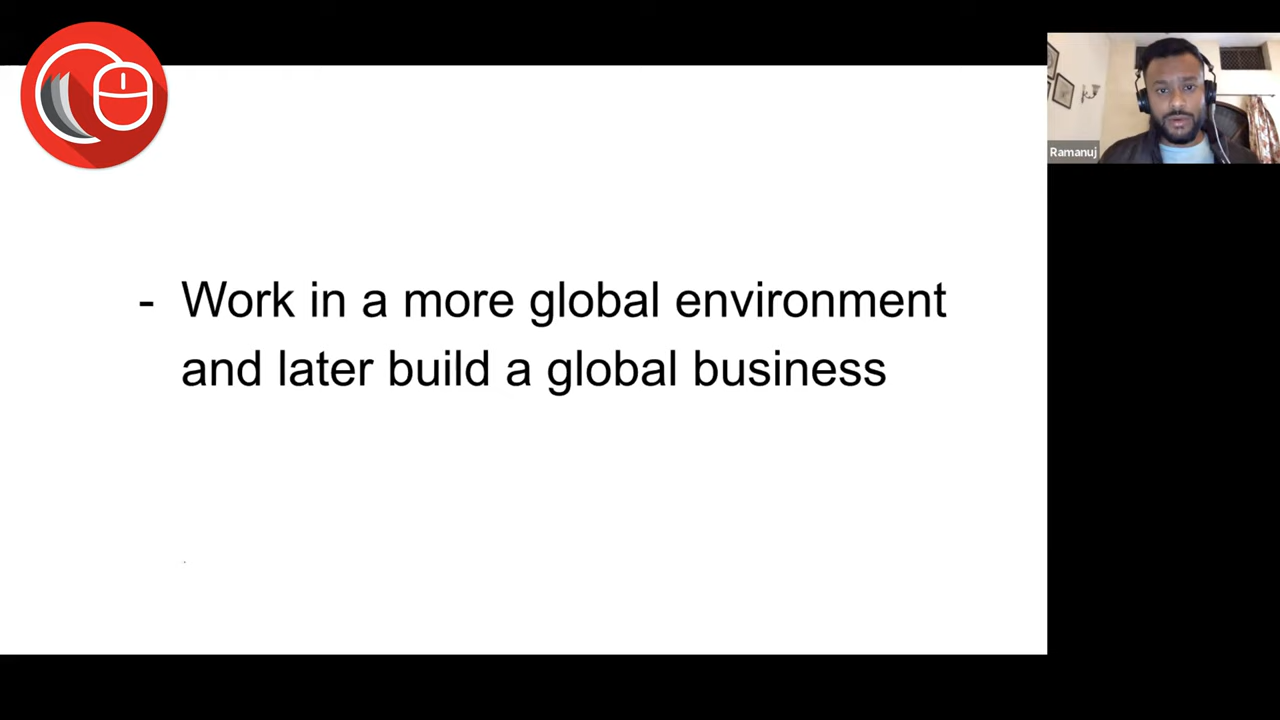 - Work in a more global environment
and later build a global business
Ramanuj